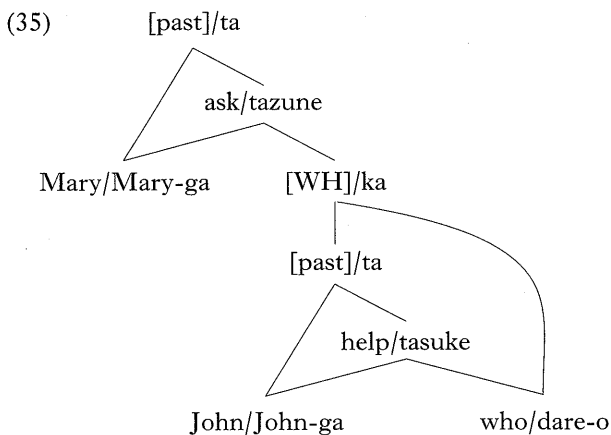 (35) [past]/ta
ask/tazune
Mary/Mary-ga [WH]/ka
[past]/ta
help/tasuke
John/John-ga who/dare-o